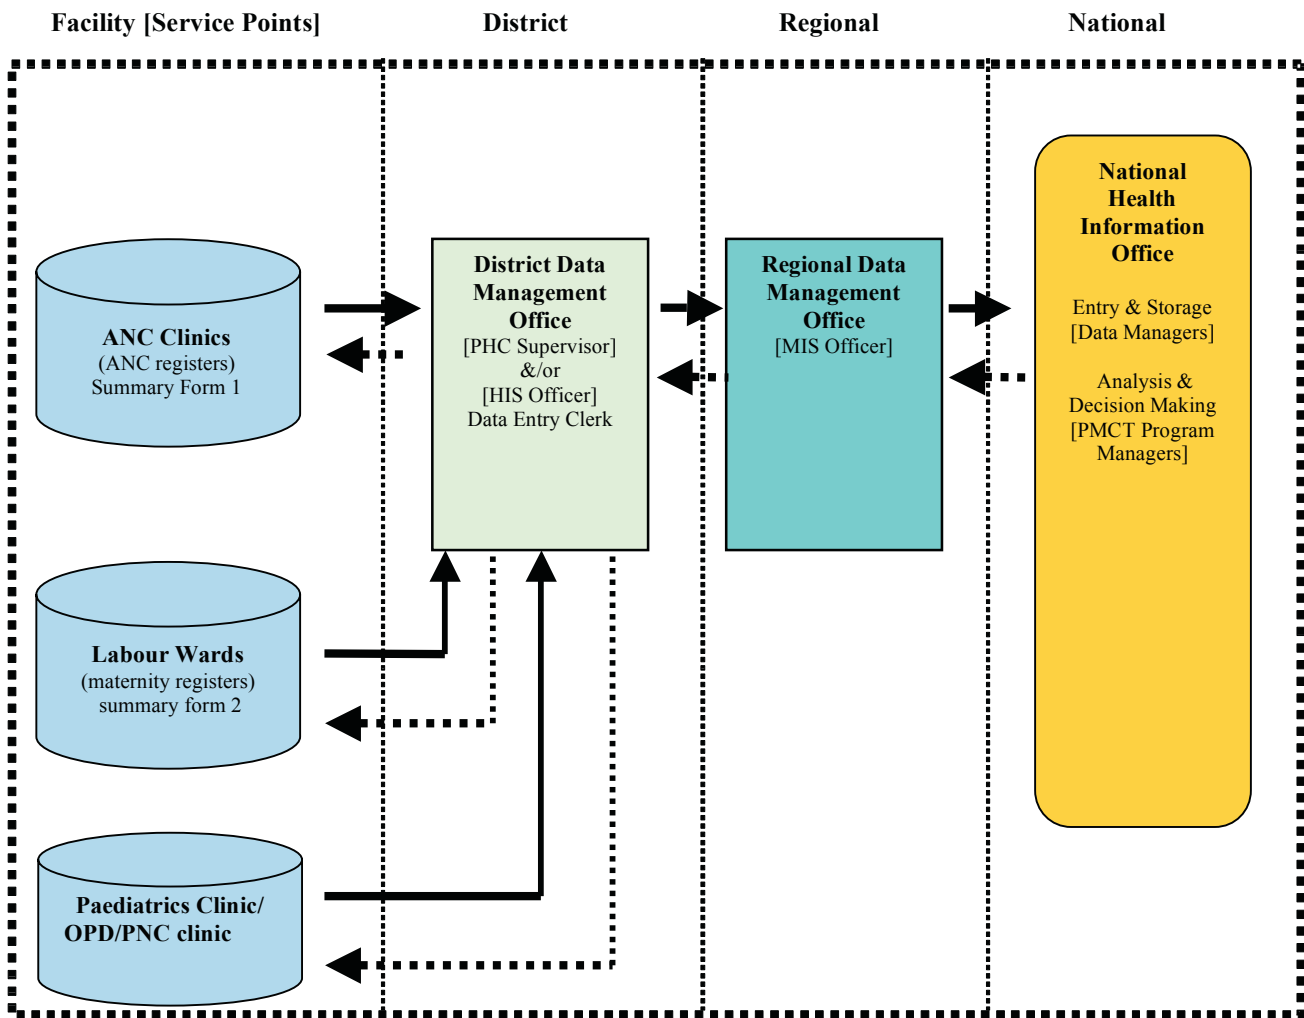 Facility [Service Points]
District
Regional
National
ANC Clinics
(ANC registers)
Summary Form 1
Labour Wards
(maternity registers)
summary form 2
Paediatrics Clinic/
OPD/PNC clinic
District Data
Management
Office
[PHC Supervisor]
&/or
[HIS Officer]
Data Entry Clerk
Regional Data
Management
Office
[MIS Officer]
National
Health
Information
Office
Entry & Storage
[Data Managers]
Analysis &
Decision Making
[PMCT Program
Managers]